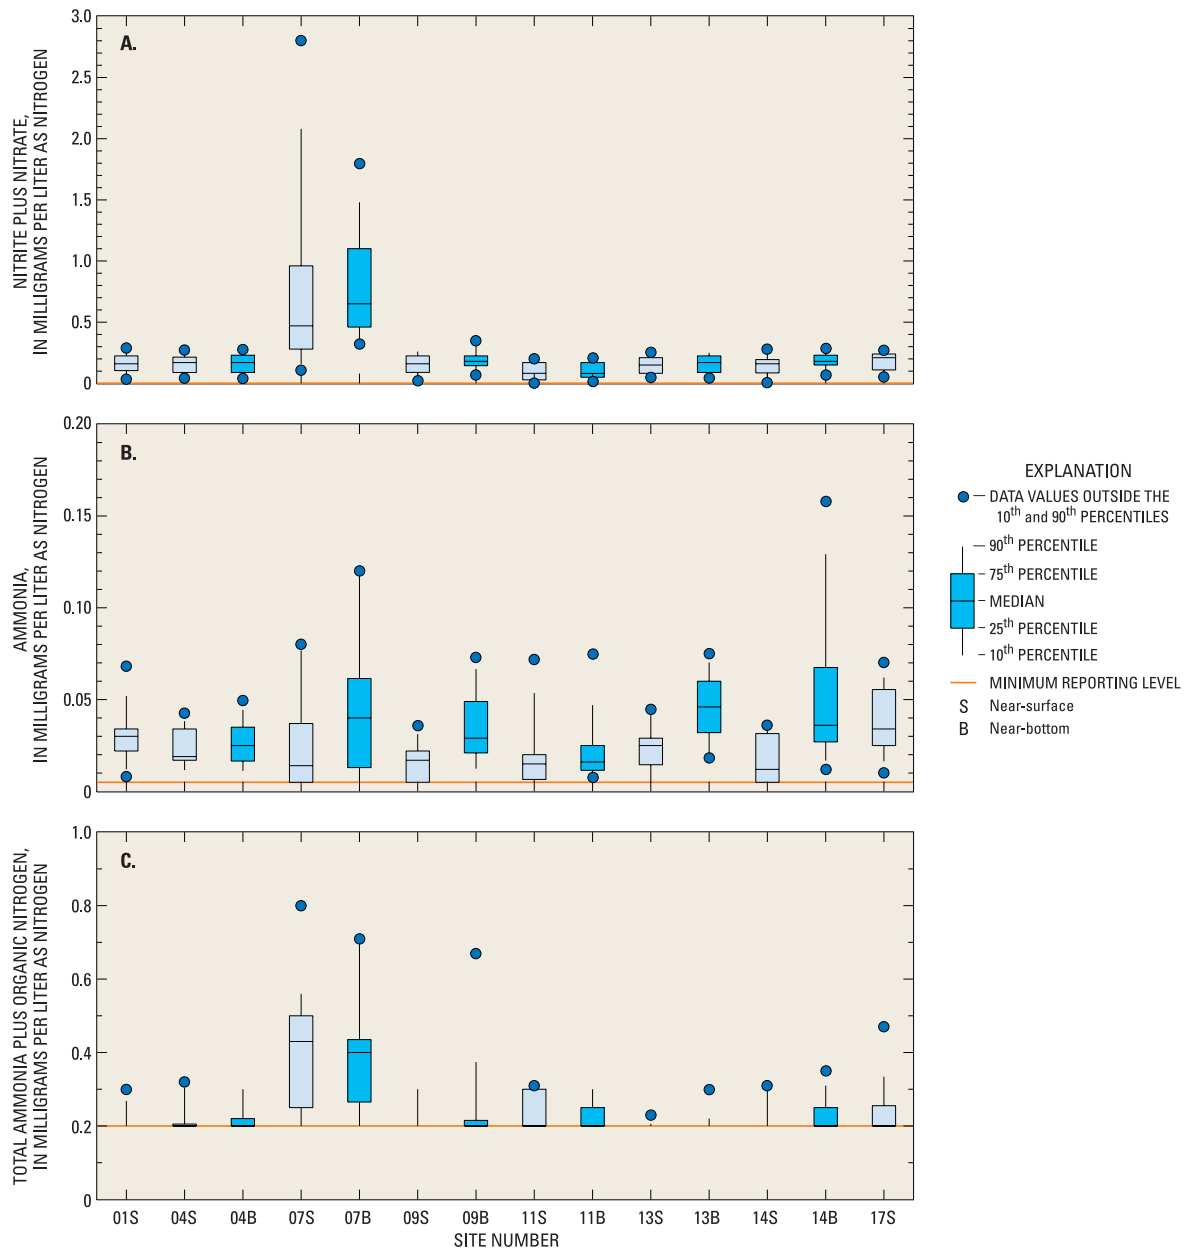 A.
3.0
2.5
2.0
1.5
1.0
0.5
0
NITRITE PLUS NITRATE,
IN MILLIGRAMS PER LITER AS NITROGEN
B.
0.20
0.15
0.10
0.05
0
AMMONIA,
IN MILLIGRAMS PER LITER AS NITROGEN
C.
1.0
0.8
0.6
0.4
0.2
0
TOTAL AMMONIA PLUS ORGANIC NITROGEN,
IN MILLIGRAMS PER LITER AS NITROGEN
01S 04S 04B 07S 07B 09S 09B 11S 11B 13S 13B 14S 14B 17S
SITE NUMBER
EXPLANATION
DATA VALUES OUTSIDE THE
10th and 90th PERCENTILES
90th PERCENTILE
75th PERCENTILE
MEDIAN
25th PERCENTILE
10th PERCENTILE
MINIMUM REPORTING LEVEL
S Near-surface
B Near-bottom